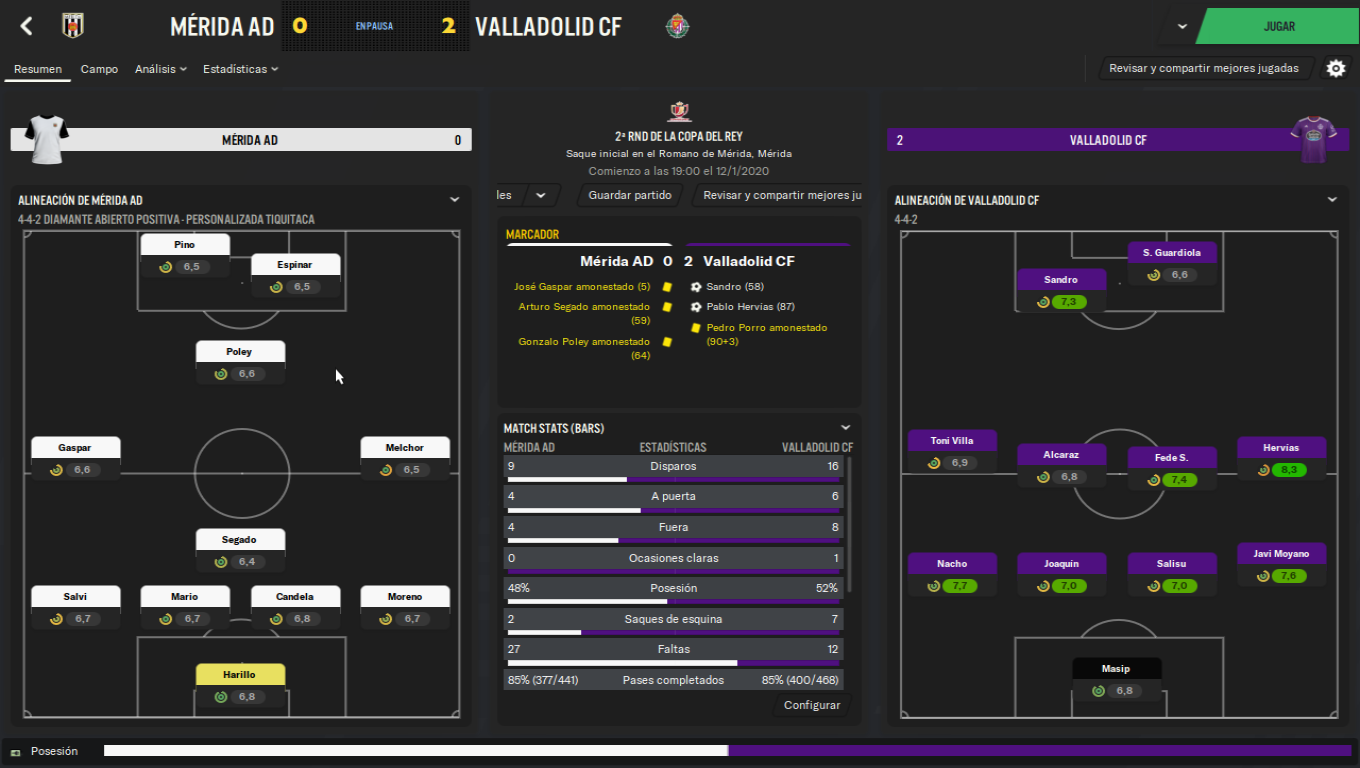 MÉRIDA AD 0 EN PAUSA 2 VALLADOLID CF
JUGAR
Resumen Campo Análisis Estadísticas
Revisar y compartir mejores jugadas
MÉRIDA AD 0
ALINEACIÓN DE MÉRIDA AD
4-4-2 DIAMANTE ABIERTO POSITIVA - PERSONALIZADA TIQUITACA
Pino
6,5
Espinar
6,5
Poley
6,6
Gaspar
6,6
Melchor
6,5
Segado
6,4
Salvi
6,7
Mario
6,7
Candela
6,8
Moreno
6,7
Harillo
6,8
2ª RND DE LA COPA DEL REY
Saque inicial en el Romano de Mérida, Mérida
Comienzo a las 19:00 el 12/1/2020
les Guardar partido Revisar y compartir mejores ju
MARCADOR
Mérida AD 0 2 Valladolid CF
José Gaspar amonestado (5)
Arturo Segado amonestado
(59)
Gonzalo Poley amonestado
(64)
Sandro (58)
Pablo Hervías (87)
Pedro Porro amonestado
(90+3)
MATCH STATS (BARS)
MÉRIDA AD ESTADÍSTICAS VALLADOLID CF
9 Disparos 16
4 A puerta 6
4 Fuera 8
0 Ocasiones claras 1
48% Posesión 52%
2 Saques de esquina 7
27 Faltas 12
85% (377/441) Pases completados 85% (400/468)
Configurar
2 VALLADOLID CF
ALINEACIÓN DE VALLADOLID CF
4-4-2
S. Guardiola
6,6
Sandro
7,3
Toni Villa
6,9
Alcaraz
6,8
Fede S.
7,4
Hervías
8,3
Nacho
7,7
Joaquín
7,0
Salisu
7,0
Javi Moyano
7,6
Masip
6,8
Posesión